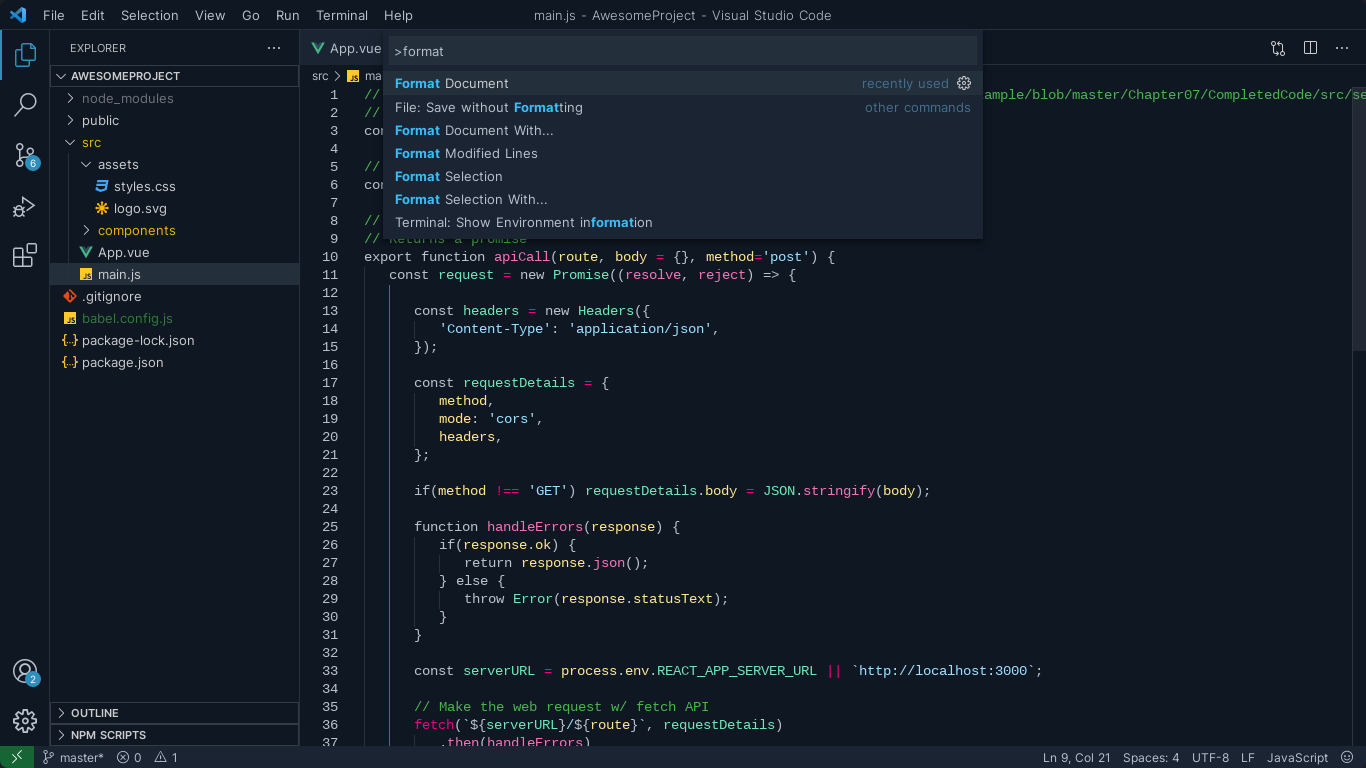 File Edit Selection View Go Run Terminal Help
main.js - AwesomeProject - Visual Studio Code
EXPLORER
AWESOMEPROJECT
node_modules
public
src
assets
styles.css
logo.svg
components
App.vue
main.js
.gitignore
babel.config.js
package-lock.json
package.json
OUTLINE
NPM SCRIPTS
6
2
App.vue
>format
src
JS
Format Document recently used
File: Save without Formatting other commands
Format Document With...
Format Modified Lines
Format Selection
Format Selection With...
Terminal: Show Environment information
1 // ample/blob/master/Chapter07/CompletedCode/src/se
2 //
3
4
5 //
6
7
8 //
9 // Returns a promise
10 export function apiCall(route, body = {}, method='post') {
11 const request = new Promise((resolve, reject) => {
12
13 const headers = new Headers({
14 'Content-Type': 'application/json',
15 });
16
17 const requestDetails = {
18 method,
19 mode: 'cors',
20 headers,
21 };
22
23 if(method !== 'GET') requestDetails.body = JSON.stringify(body);
24
25 function handleErrors(response) {
26 if(response.ok) {
27 return response.json();
28 } else {
29 throw Error(response.statusText);
30 }
31 }
32
33 const serverURL = process.env.REACT_APP_SERVER_URL || `http://localhost:3000`;
34
35 // Make the web request w/ fetch API
36 fetch(`${serverURL}/${route}`, requestDetails)
37 .then(handleErrors)
master* 0 1
Ln 9, Col 21 Spaces: 4 UTF-8 LF JavaScript